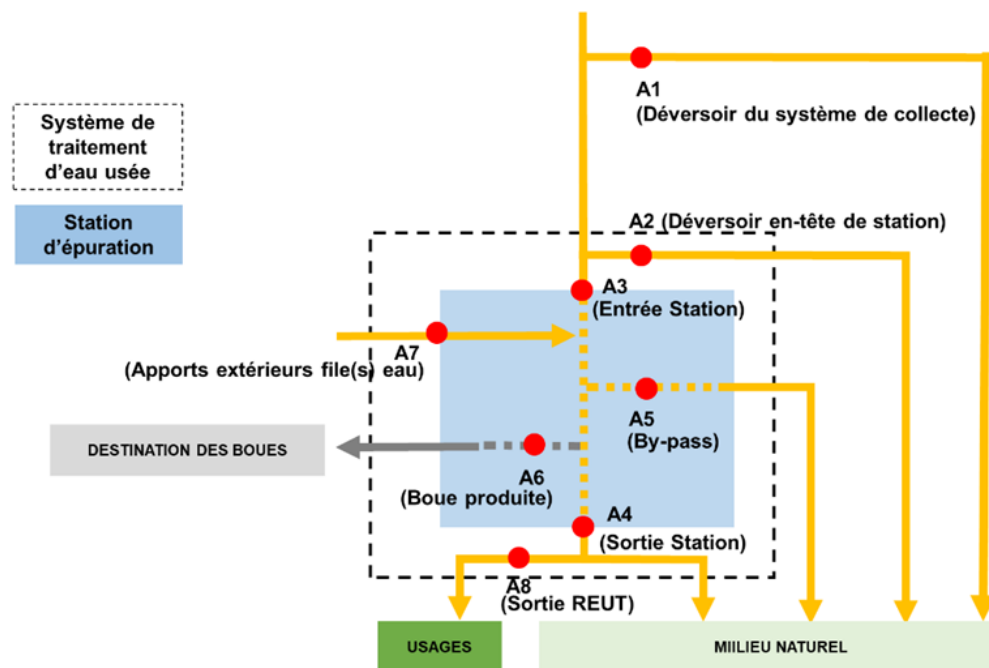 A1
(Déversoir du système de collecte)
Système de
traitement
d'eau usée
Station
d'épuration
A2 (Déversoir en-tête de station)
A3
(Entrée Station)
A7
(Apports extérieurs file(s) eau)
A5
(By-pass)
DESTINATION DES BOUES
A6
(Boue produite)
A4
(Sortie Station)
A8
(Sortie REUT)
USAGES
MIILIEU NATUREL